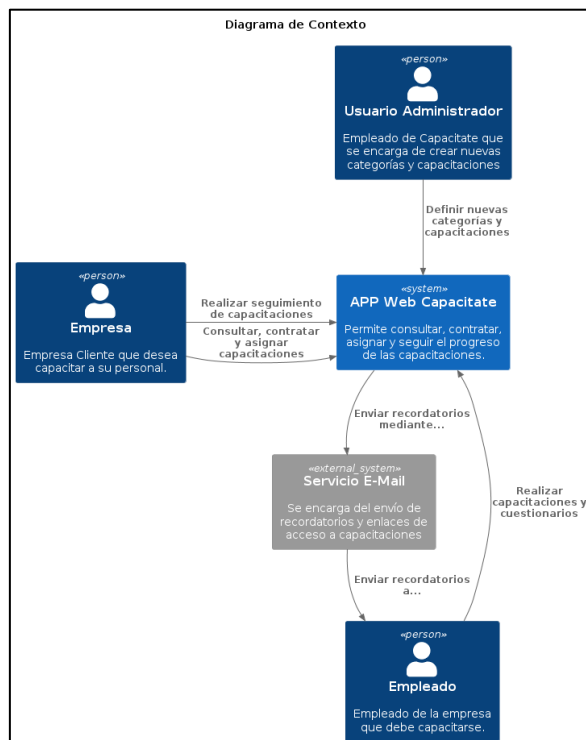 Diagrama de Contexto
«person»
Usuario Administrador
Empleado de Capacitate que
se encarga de crear nuevas
categorías y capacitaciones
Definir nuevas
categorías y
capacitaciones
«person»
Empresa
Empresa Cliente que desea
capacitar a su personal.
Realizar seguimiento
de capacitaciones
Consultar, contratar
y asignar
capacitaciones
«system»
APP Web Capacitate
Permite consultar, contratar,
asignar y seguir el progreso
de las capacitaciones.
Enviar recordatorios
mediante...
«external_system»
Servicio E-Mail
Se encarga del envío de
recordatorios y enlaces de
acceso a capacitaciones
Realizar
capacitaciones y
cuestionarios
Enviar recordatorios
a...
«person»
Empleado
Empleado de la empresa
que debe capacitarse.